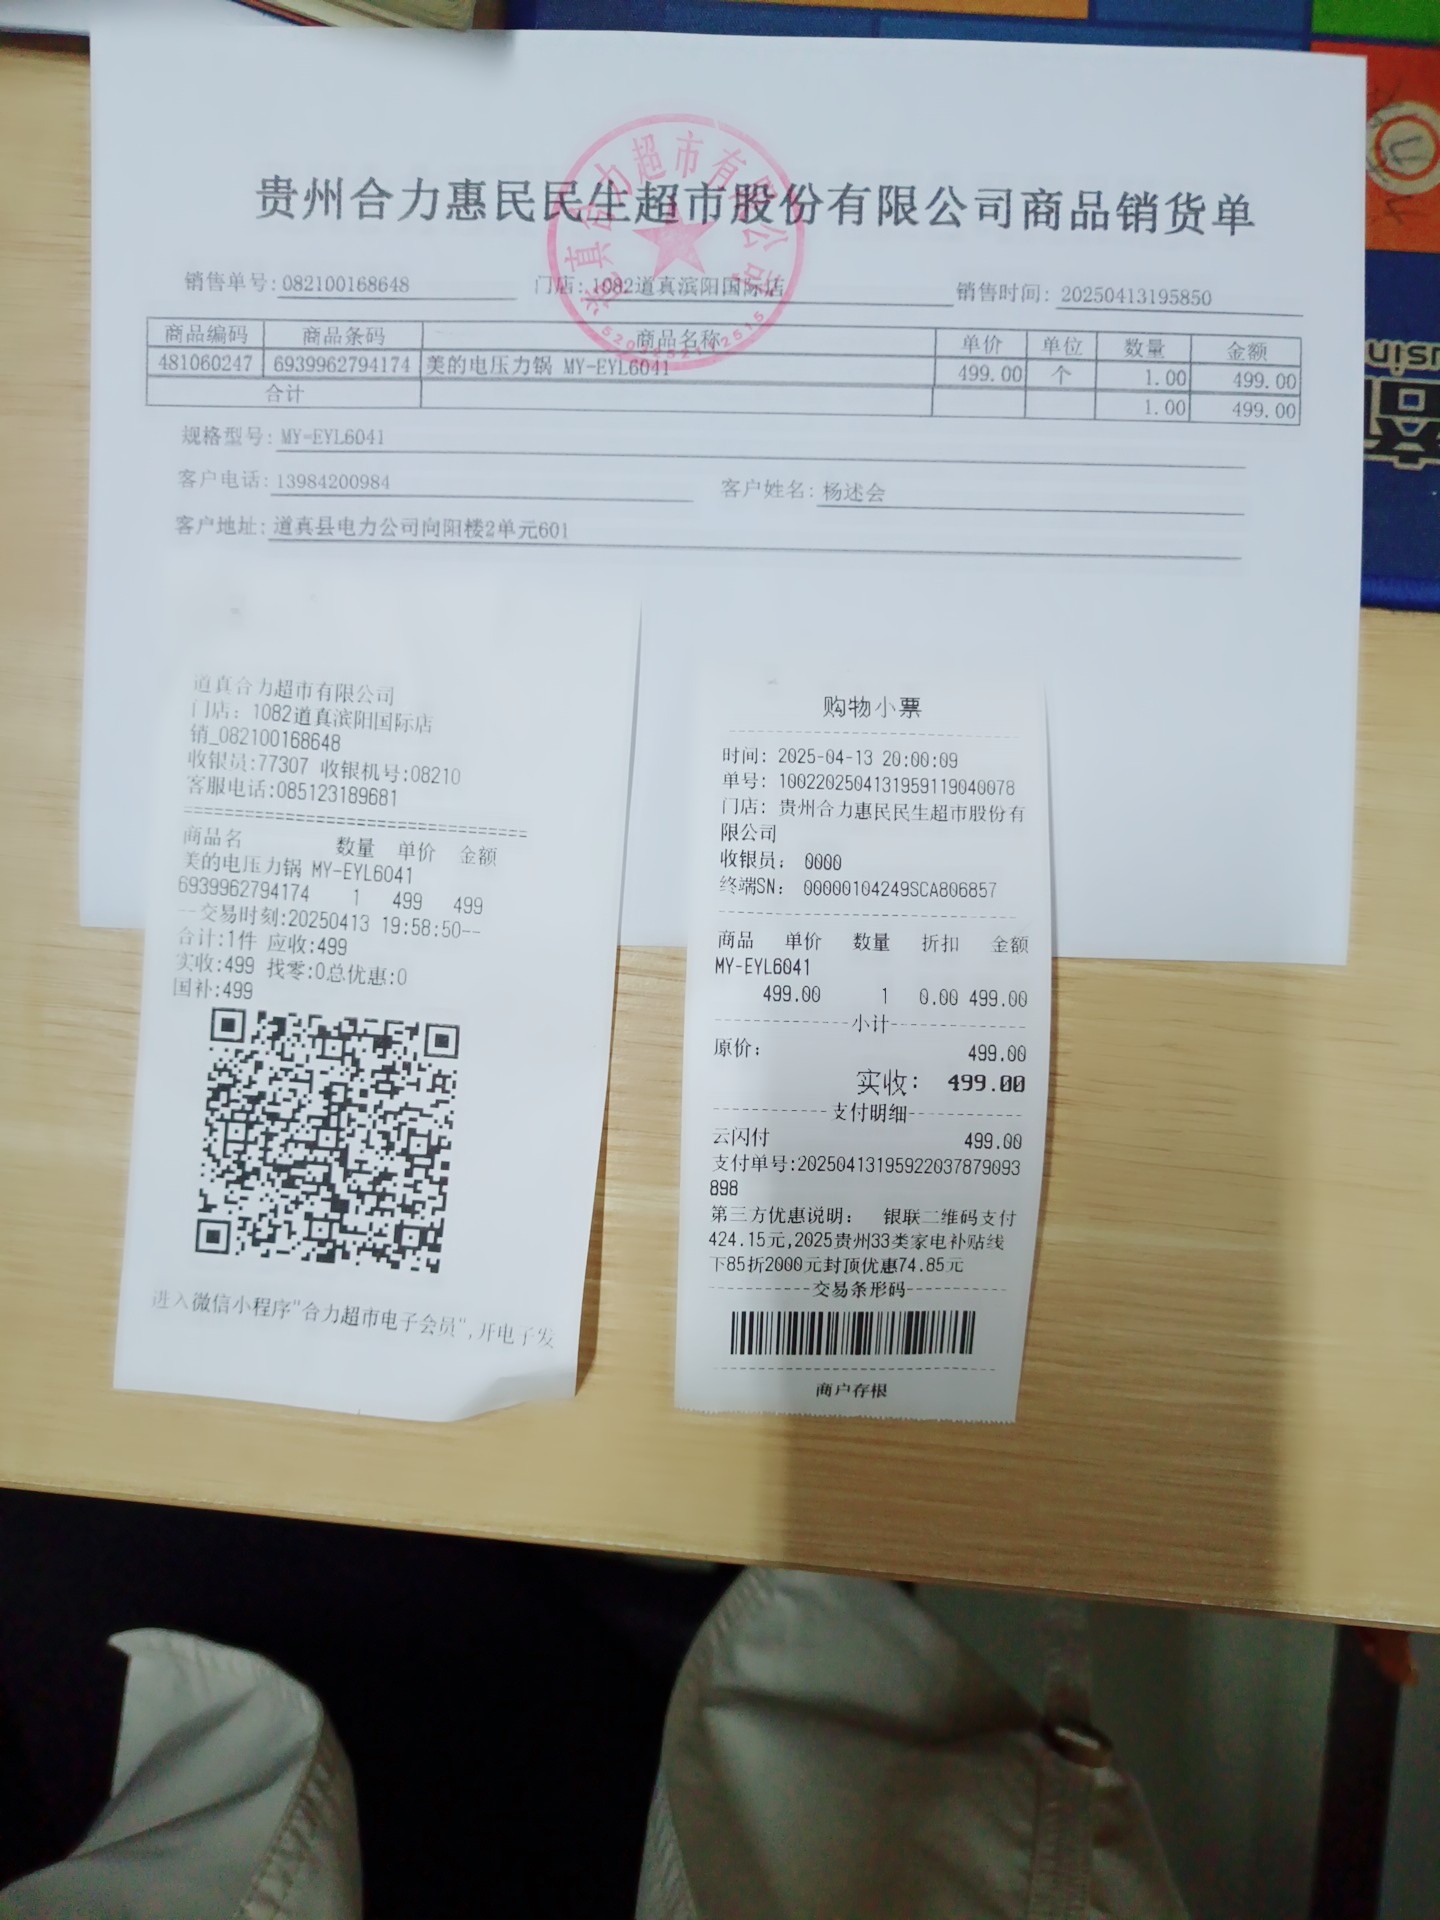 贵州合力惠民民生超市股份有限公司商品销货单
销售单号:082100168648 门店:1082道真滨阳国际店 销售时间:20250413195850
商品编码 商品条码 商品名称 单价 单位 数量 金额
481060247 6939962794174 美的电压力锅 MY-EYL6041 499.00 个 1.00 499.00
合计 1.00 499.00
规格型号:MY-EYL6041
客户电话:13984200984 客户姓名:杨述会
客户地址:道真县电力公司向阳楼2单元601
道真合力超市有限公司
道真合力超市有限公司
门店: 1082道真滨阳国际店
销_082100168648
收银员:77307 收银机号:08210
客服电话:085123189681
商品名 数量 单价 金额
美的电压力锅 MY-EYL6041
6939962794174 1 499 499
--交易时刻:20250413 19:58:50--
合计:1件 应收:499
实收:499 找零:0总优惠:0
国补:499
进入微信小程序"合力超市电子会员",开电子发
购物小票
时间: 2025-04-13 20:00:09
单号: 1002202504131959119040078
门店: 贵州合力惠民民生超市股份有
限公司
收银员: 0000
终端SN: 00000104249SCA806857
商品 单价 数量 折扣 金额
MY-EYL6041
499.00 1 0.00 499.00
小计
原价: 499.00
实收: 499.00
支付明细
云闪付 499.00
支付单号:20250413195922037879093
898
第三方优惠说明: 银联二维码支付
424.15元,2025贵州33类家电补贴线
下85折2000元封顶优惠74.85元
交易条形码
商户存根